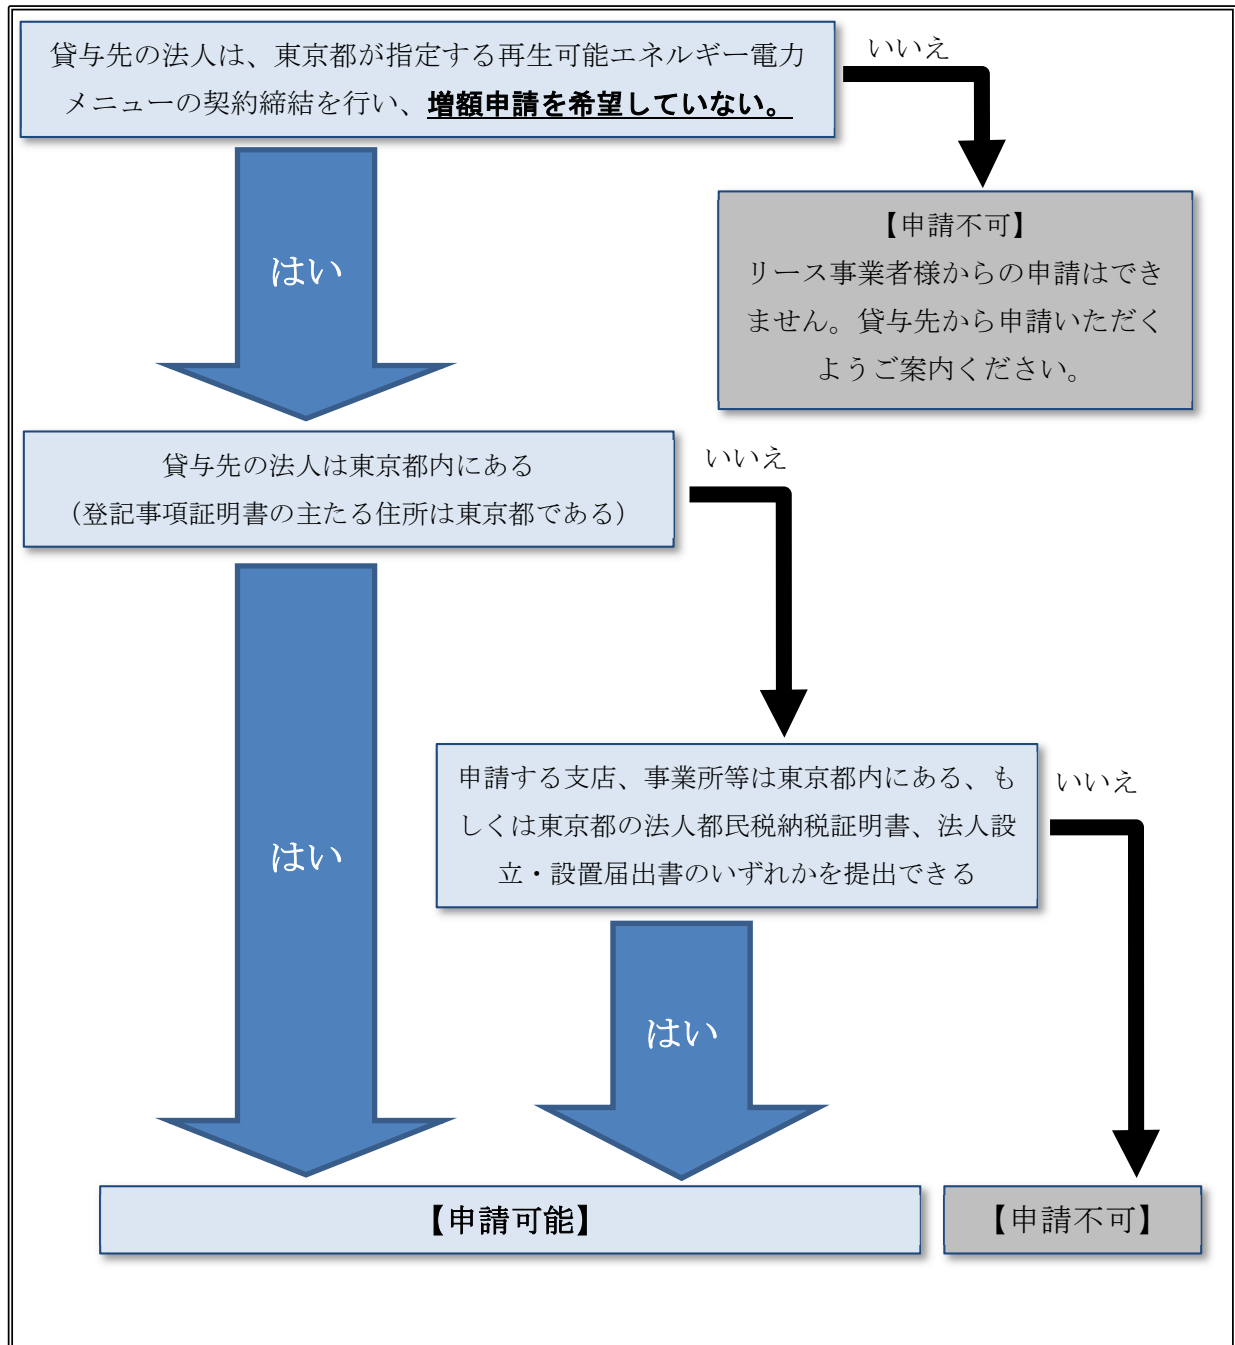 貸与先の法人は、東京都が指定する再生可能エネルギー電力
メニューの契約締結を行い、増額申請を希望していない。
いいえ
はい
【申請不可】
リース事業者様からの申請はでき
ません。貸与先から申請いただく
ようご案内ください。
貸与先の法人は東京都内にある
（登記事項証明書の主たる住所は東京都である）
いいえ
はい
申請する支店、事業所等は東京都内にある、も
しくは東京都の法人都民税納税証明書、法人設
立・設置届出書のいずれかを提出できる
いいえ
はい
【申請可能】
【申請不可】